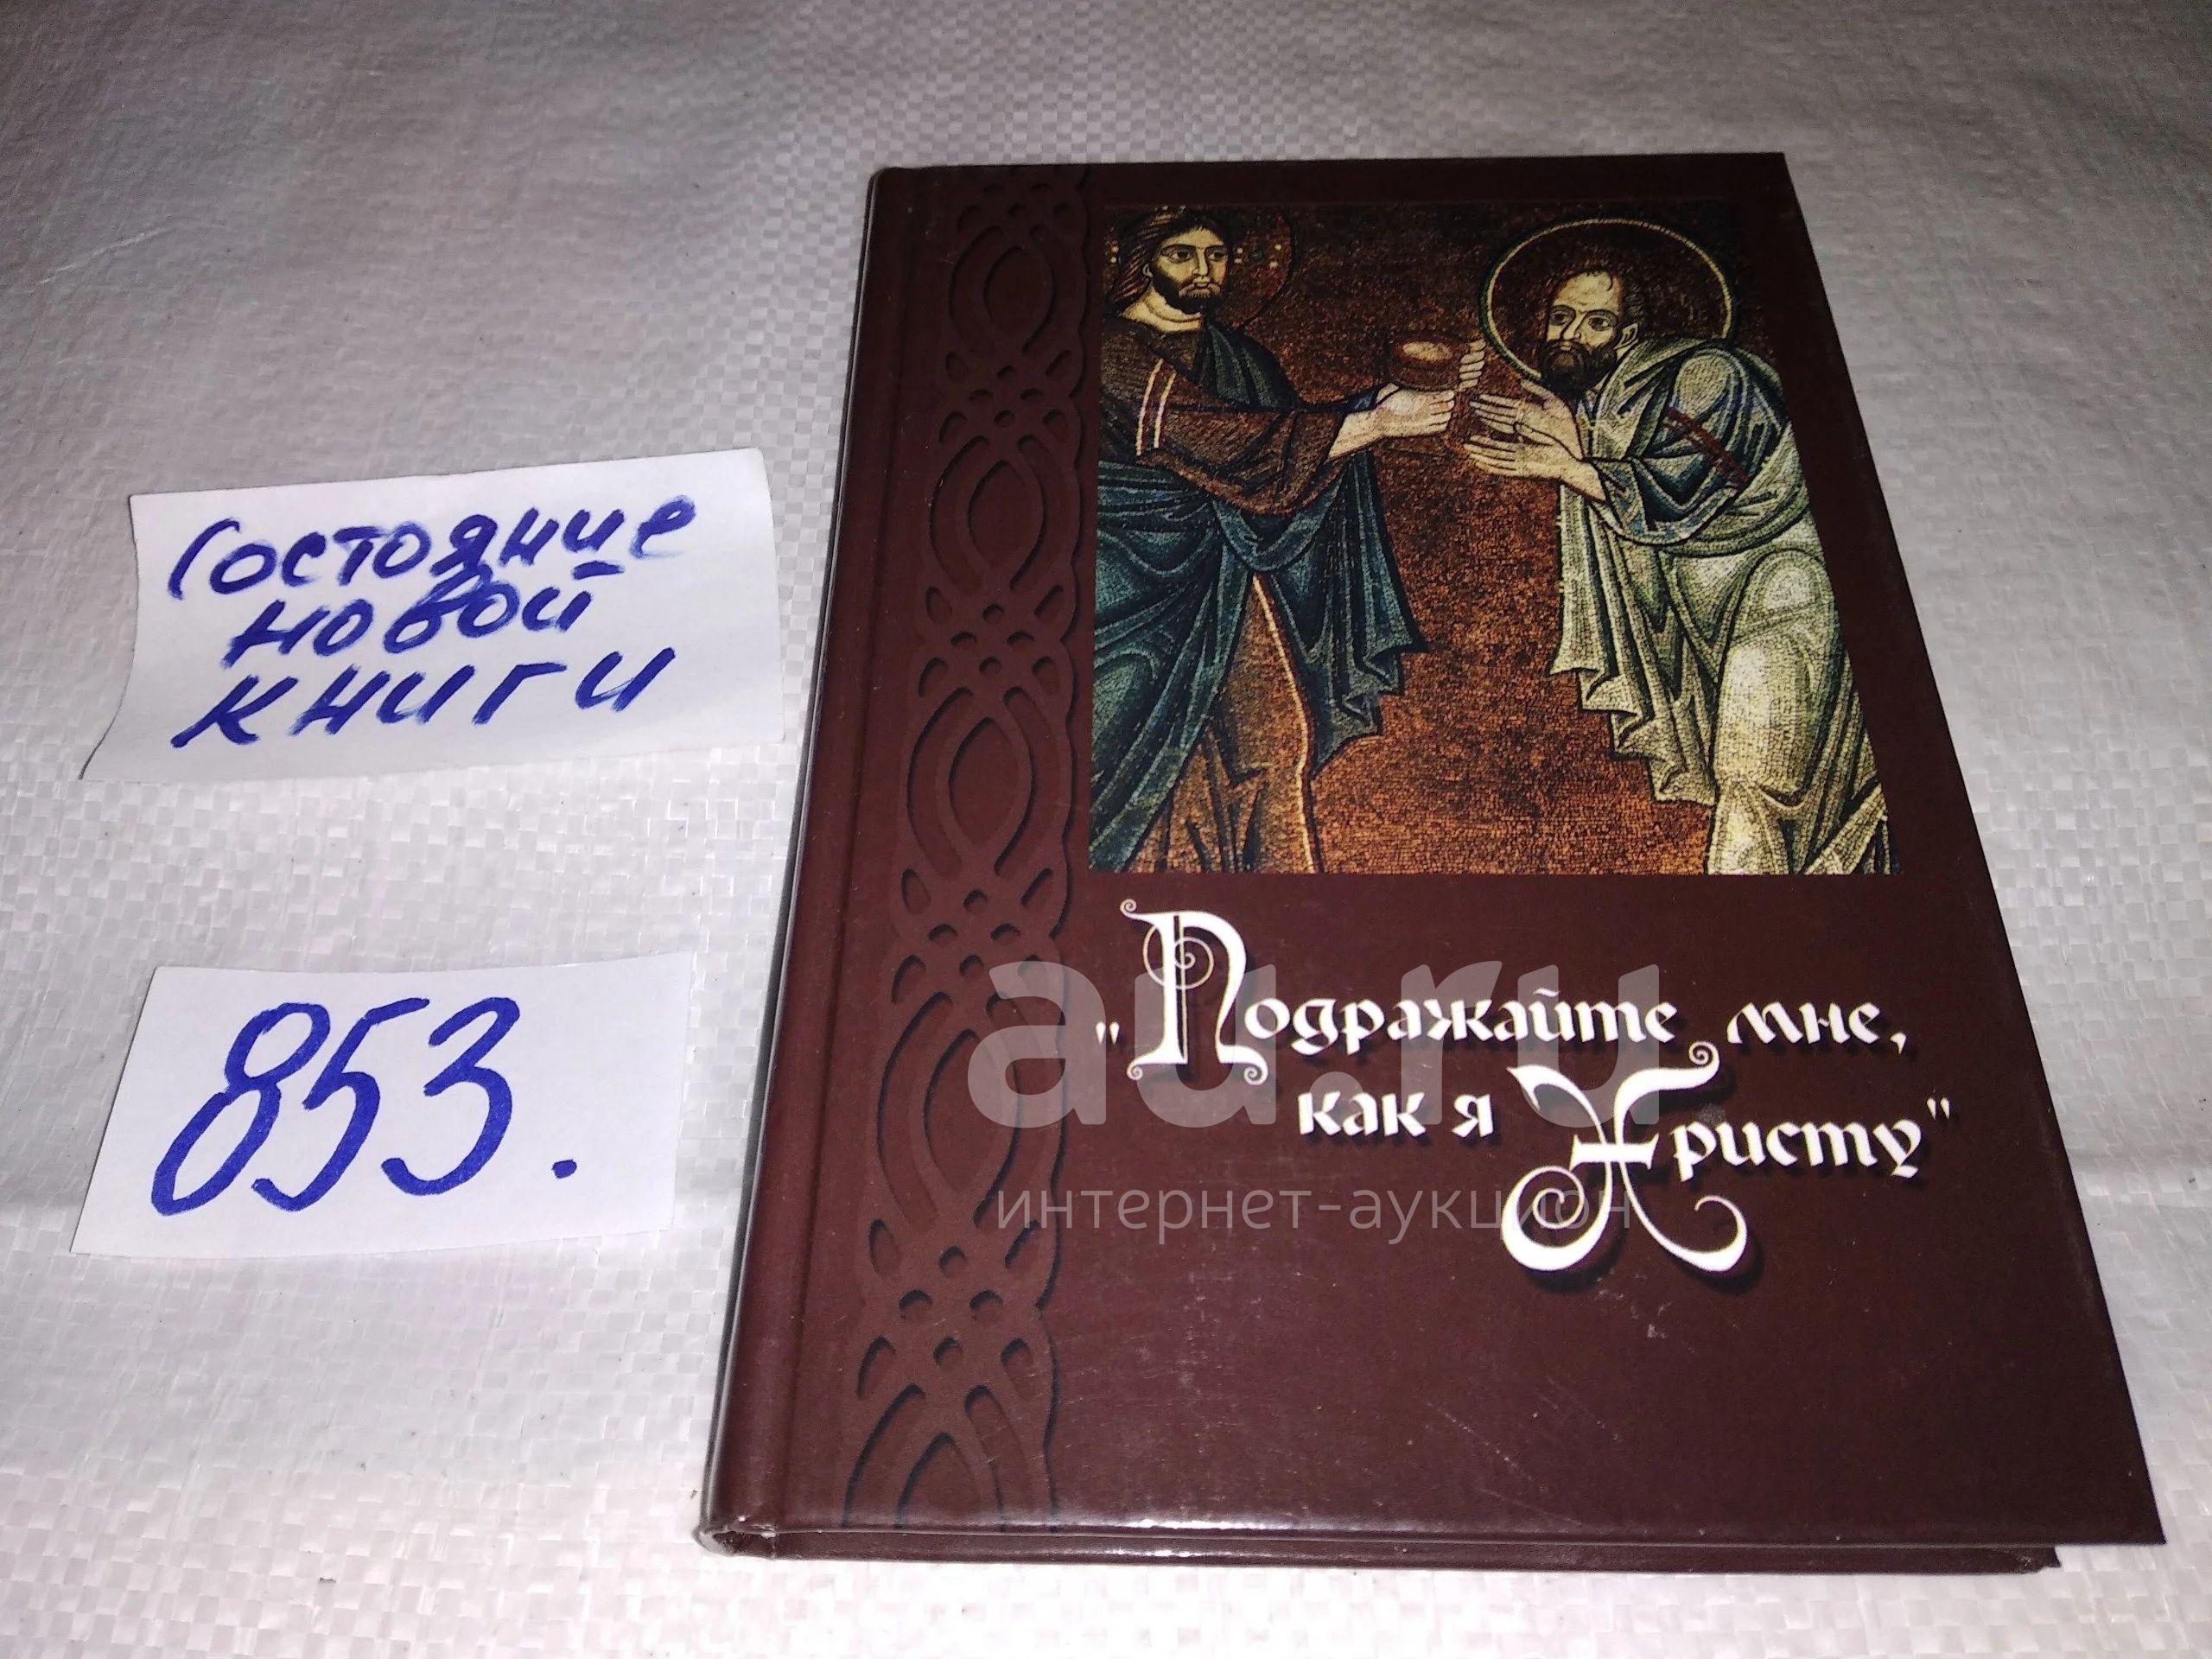 Состояние
новой
книги
853.
"Подражайте мне,
как я Христу"
au.ru
интернет-аукцион